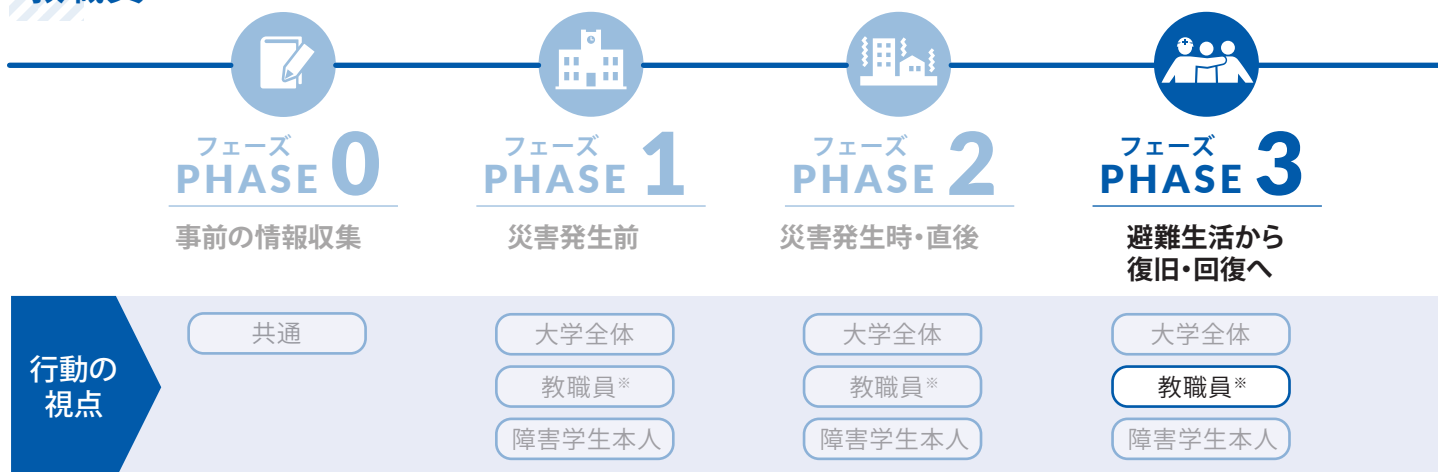 フェーズ
PHASE 0
事前の情報収集
フェーズ
PHASE 1
災害発生前
フェーズ
PHASE 2
災害発生時・直後
フェーズ
PHASE 3
避難生活から
復旧・回復へ
行動の
視点
共通
大学全体
教職員※
障害学生本人
大学全体
教職員※
障害学生本人
大学全体
教職員※
障害学生本人